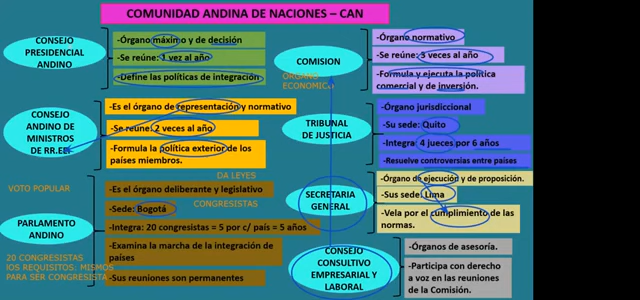 COMUNIDAD ANDINA DE NACIONES – CAN
CONSEJO
PRESIDENCIAL
ANDINO
-Órgano máximo y de decisión
-Se reúne: 1 vez al año
-Define las políticas de integración
CONSEJO
ANDINO DE
MINISTROS
DE RR.EE
-Es el órgano de representación y normativo
-Se reune: 2 veces al año
-Formula la política exterior de los
países miembros.
DA LEYES
VOTO POPULAR
PARLAMENTO
ANDINO
-Es el órgano deliberante y legislativo
CONGRESISTAS
-Sede: Bogotá
-Integra: 20 congresistas = 5 por c/ país = 5 años
-Examina la marcha de la integración de
países
-Sus reuniones son permanentes
20 CONGRESISTAS
lOS REQUISITOS: MISMOS
PARA SER CONGRESISTA
COMISION
ORGANO
ECONOMICO
-Órgano normativo
-Se reúne: 3 veces al año
-Formula y ejecuta la política
comercial y de inversión.
TRIBUNAL
DE JUSTICIA
-Órgano jurisdiccional
-Su sede: Quito
-Integra: 4 jueces por 6 años
-Resuelve controversias entre países
SECRETARIA
GENERAL
-Órgano de ejecución y de proposición.
-Sus sede: Lima
-Vela por el cumplimiento de las
normas.
CONSEJO
CONSULTIVO
EMPRESARIAL Y
LABORAL
-Órganos de asesoría.
-Participa con derecho
a voz en las reuniones
de la Comisión.